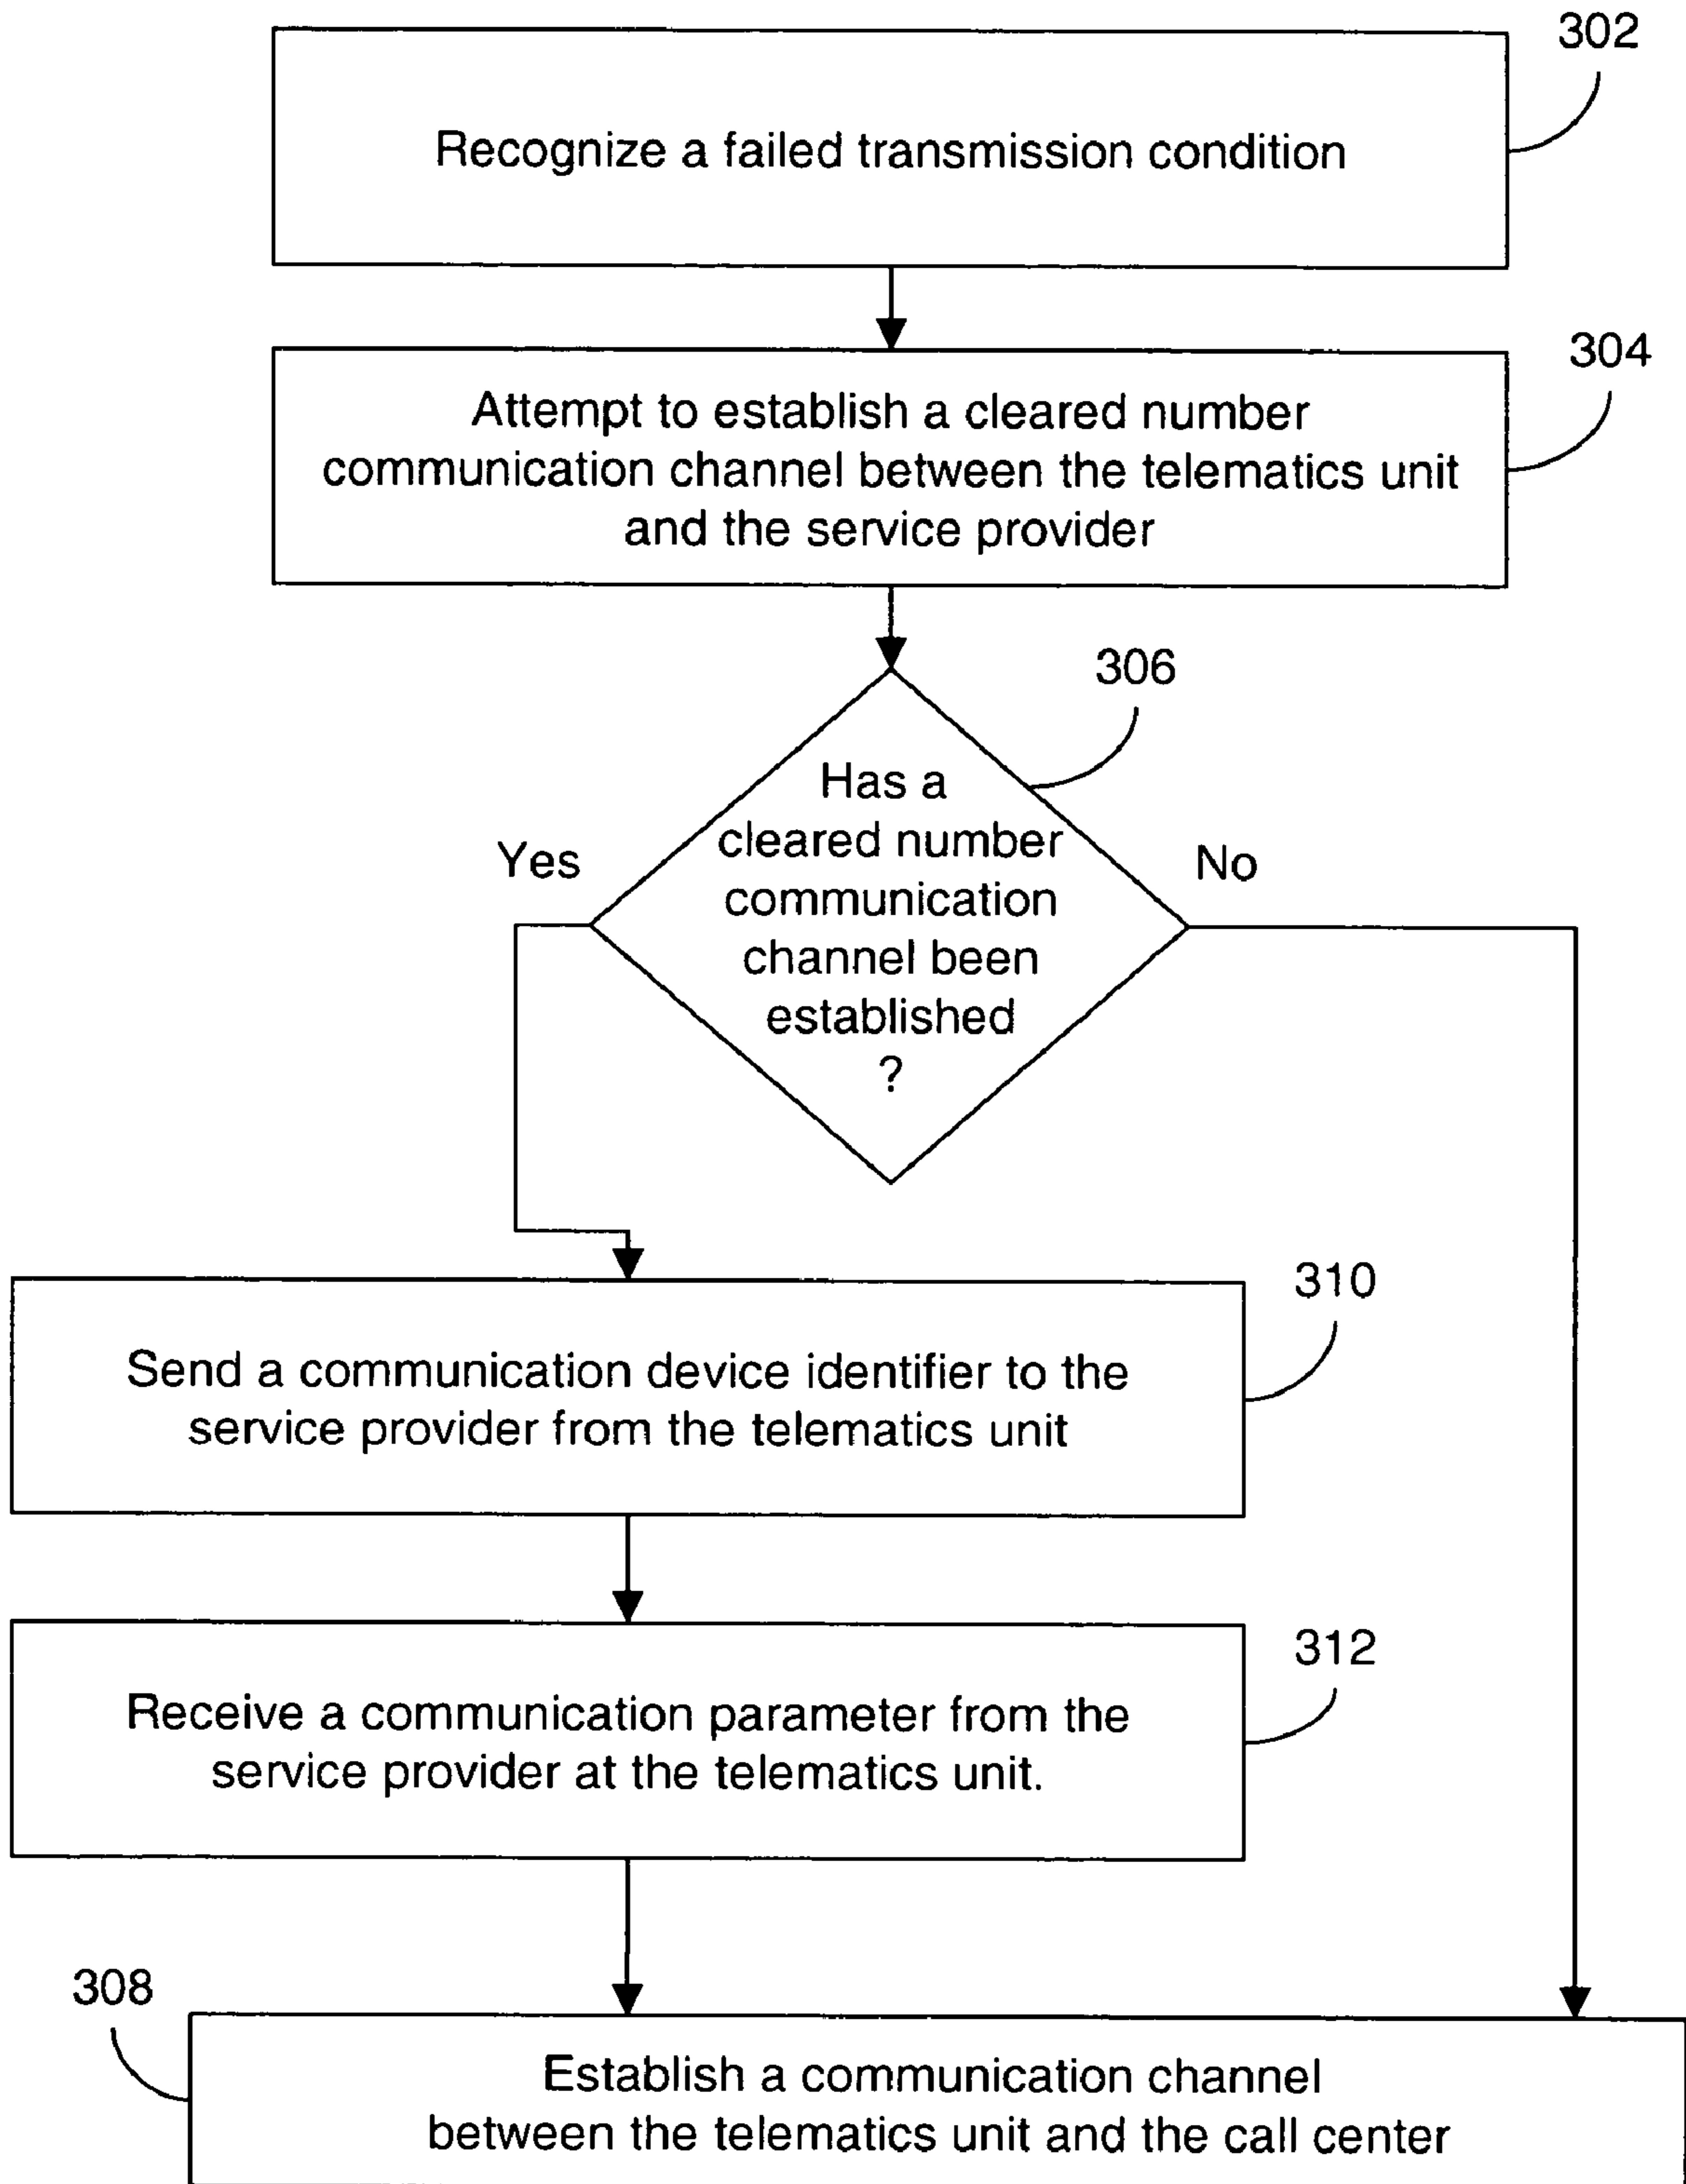 302
Recognize a failed transmission condition
304
Attempt to establish a cleared number
communication channel between the telematics unit
and the service provider
306
Has a
cleared number
communication
channel been
established
?
Yes
No
310
Send a communication device identifier to the
service provider from the telematics unit
312
Receive a communication parameter from the
service provider at the telematics unit.
308
Establish a communication channel
between the telematics unit and the call center